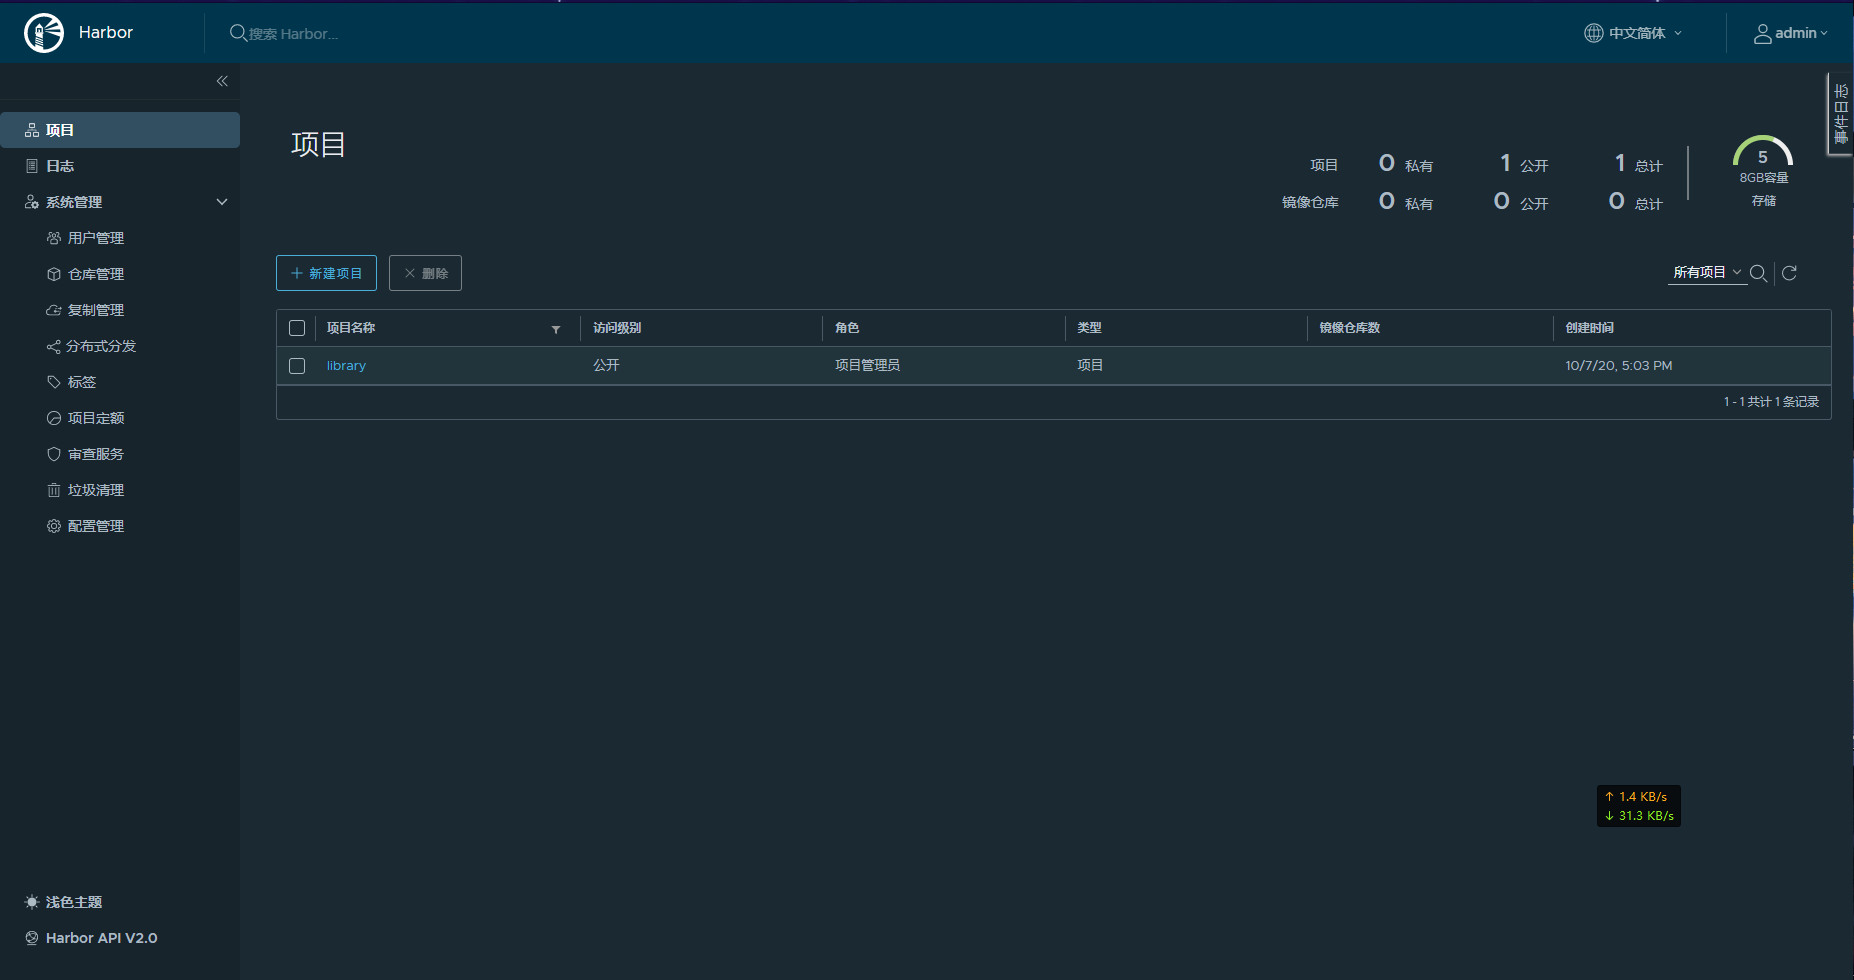 Harbor
搜索 Harbor...
中文简体
admin
事件日志
项目
日志
系统管理
用户管理
仓库管理
复制管理
分布式分发
标签
项目定额
审查服务
垃圾清理
配置管理
浅色主题
Harbor API V2.0
项目
项目 0 私有 1 公开 1 总计
镜像仓库 0 私有 0 公开 0 总计
5
8GB容量
存储
新建项目 删除
所有项目
项目名称 访问级别 角色 类型 镜像仓库数 创建时间
library 公开 项目管理员 项目 10/7/20, 5:03 PM
1 - 1 共计 1 条记录
↑ 1.4 KB/s
↓ 31.3 KB/s